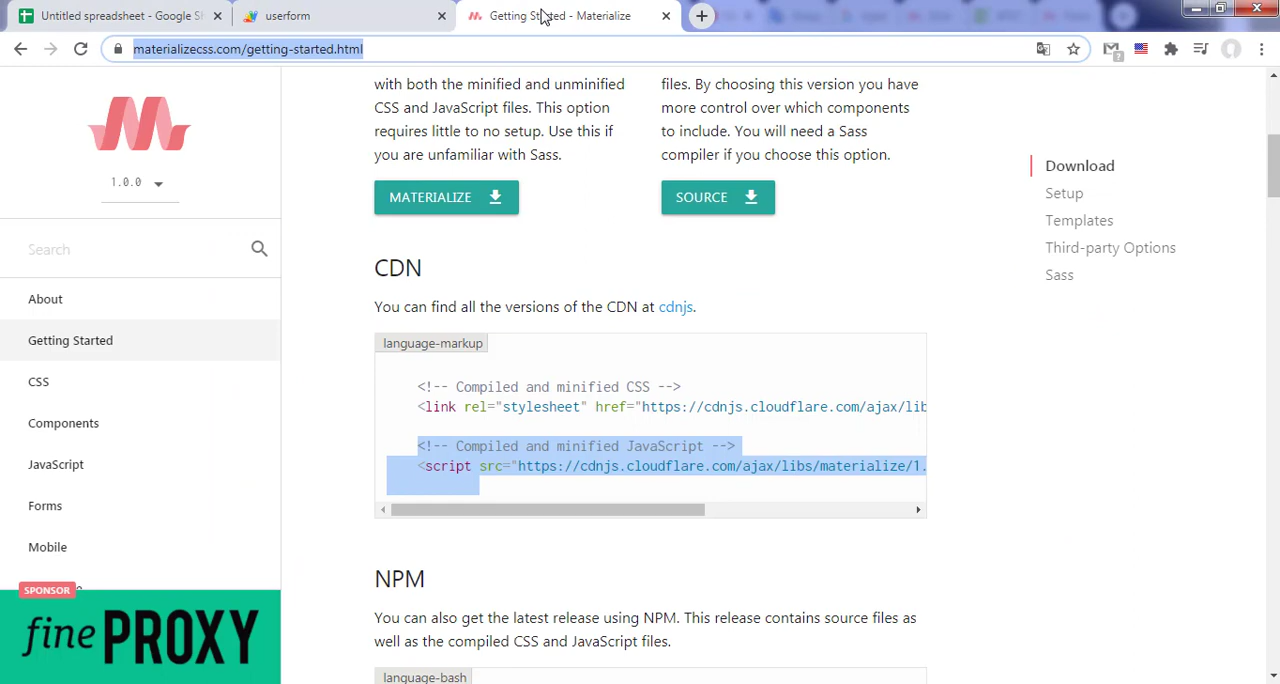 Untitled spreadsheet - Google Sh
userform
Getting Started - Materialize
materializecss.com/getting-started.html
1.0.0
Search
About
Getting Started
CSS
Components
JavaScript
Forms
Mobile
SPONSOR
fine PROXY
with both the minified and unminified
CSS and JavaScript files. This option
requires little to no setup. Use this if
you are unfamiliar with Sass.
MATERIALIZE
files. By choosing this version you have
more control over which components
to include. You will need a Sass
compiler if you choose this option.
SOURCE
CDN
You can find all the versions of the CDN at cdnjs.
language-markup
<!-- Compiled and minified CSS -->
<link rel="stylesheet" href="https://cdnjs.cloudflare.com/ajax/lib
<!-- Compiled and minified JavaScript -->
<script src="https://cdnjs.cloudflare.com/ajax/libs/materialize/1.
NPM
You can also get the latest release using NPM. This release contains source files as
well as the compiled CSS and JavaScript files.
language-bash
Download
Setup
Templates
Third-party Options
Sass